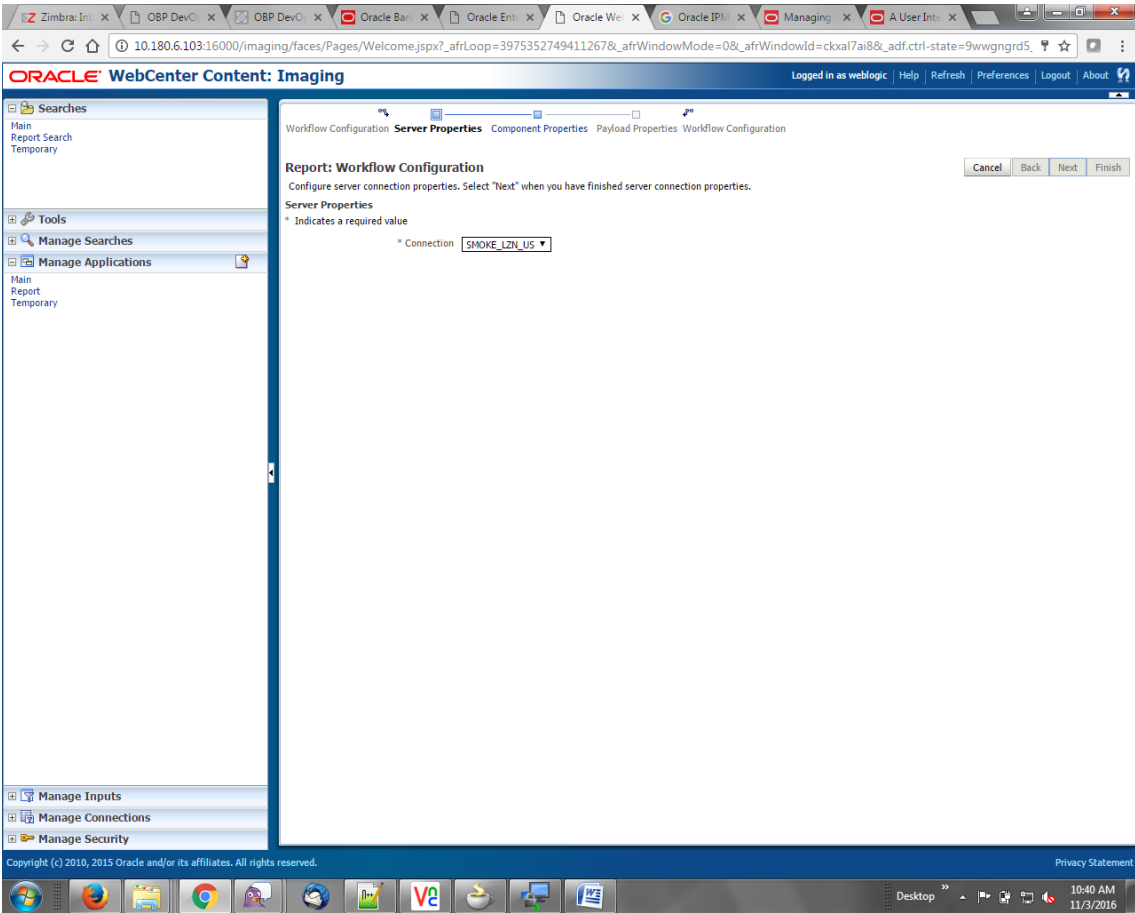 Zimbra: Inb
OBP DevO
OBP DevO
Oracle Ban
Oracle Ente
Oracle Wel
Oracle IPM
Managing
A User Inte
10.180.6.103:16000/imaging/faces/Pages/Welcome.jspx?_afrLoop=3975352749411267&_afrWindowMode=0&_afrWindowId=ckxal7ai8&_adf.ctrl-state=9wwgngrd5_
ORACLE WebCenter Content: Imaging
Logged in as weblogic Help Refresh Preferences Logout About
Searches
Main
Report Search
Temporary
Tools
Manage Searches
Manage Applications
Main
Report
Temporary
Manage Inputs
Manage Connections
Manage Security
Workflow Configuration Server Properties Component Properties Payload Properties Workflow Configuration
Report: Workflow Configuration
Cancel Back Next Finish
Configure server connection properties. Select "Next" when you have finished server connection properties.
Server Properties
* Indicates a required value
* Connection SMOKE_LZN_US
Copyright (c) 2010, 2015 Oracle and/or its affiliates. All rights reserved.
Privacy Statement
Desktop
10:40 AM
11/3/2016